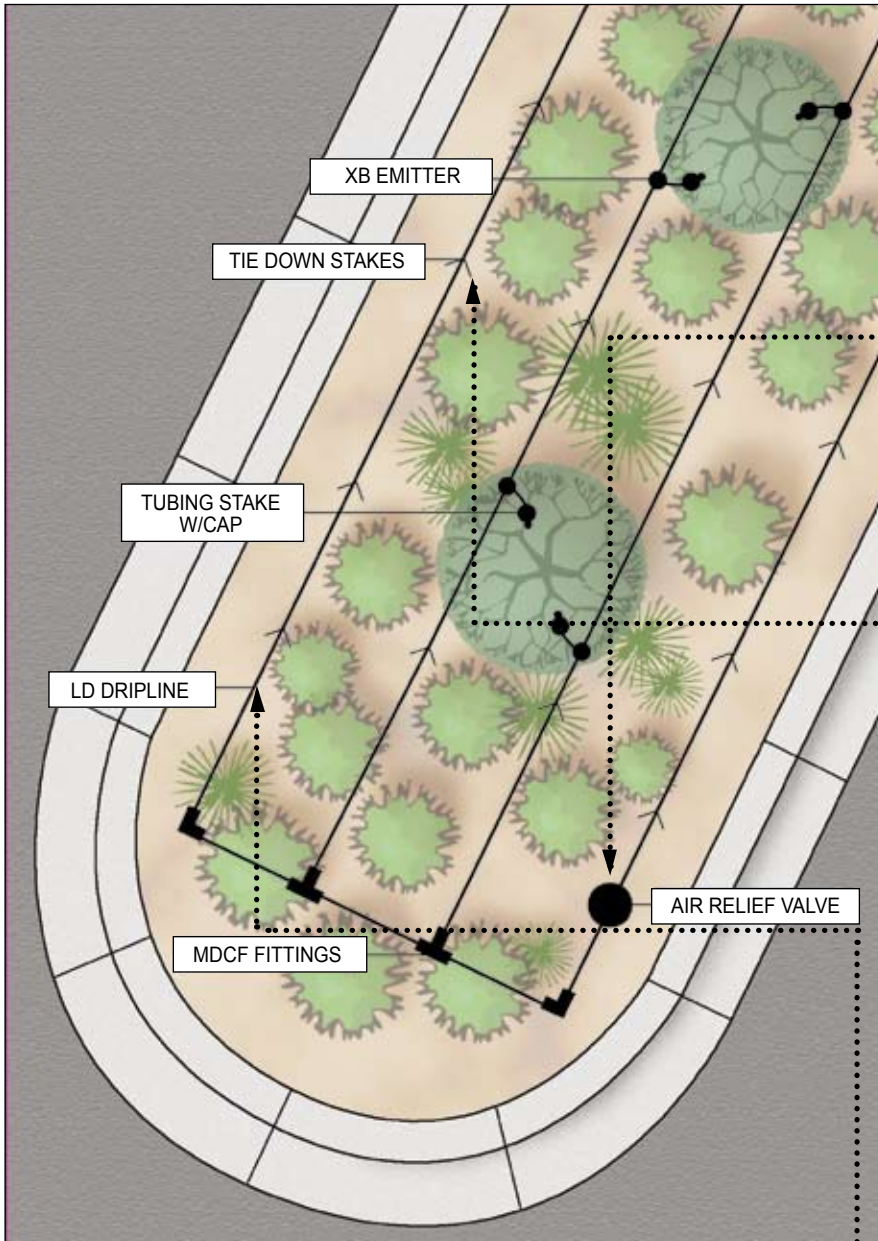 XB EMITTER
TIE DOWN STAKES
TUBING STAKE
W/CAP
LD DRIPLINE
AIR RELIEF VALVE
MDCF FITTINGS